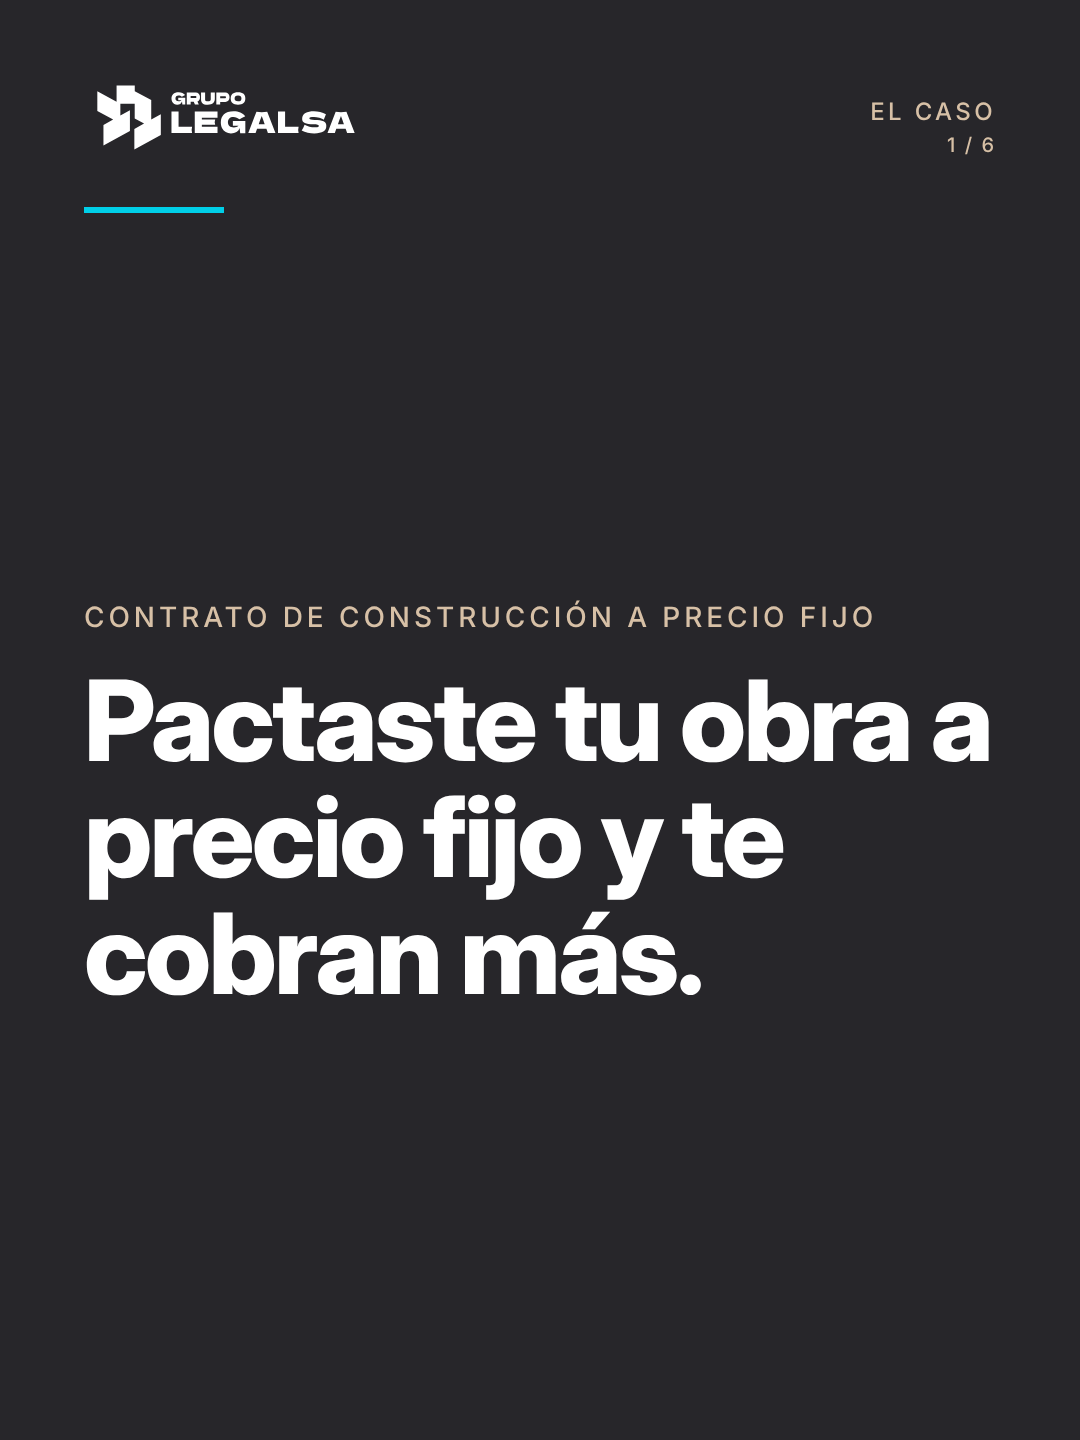 GRUPO
LEGALSA
EL CASO
1 / 6
CONTRATO DE CONSTRUCCIÓN A PRECIO FIJO
Pactaste tu obra a
precio fijo y te
cobran más.